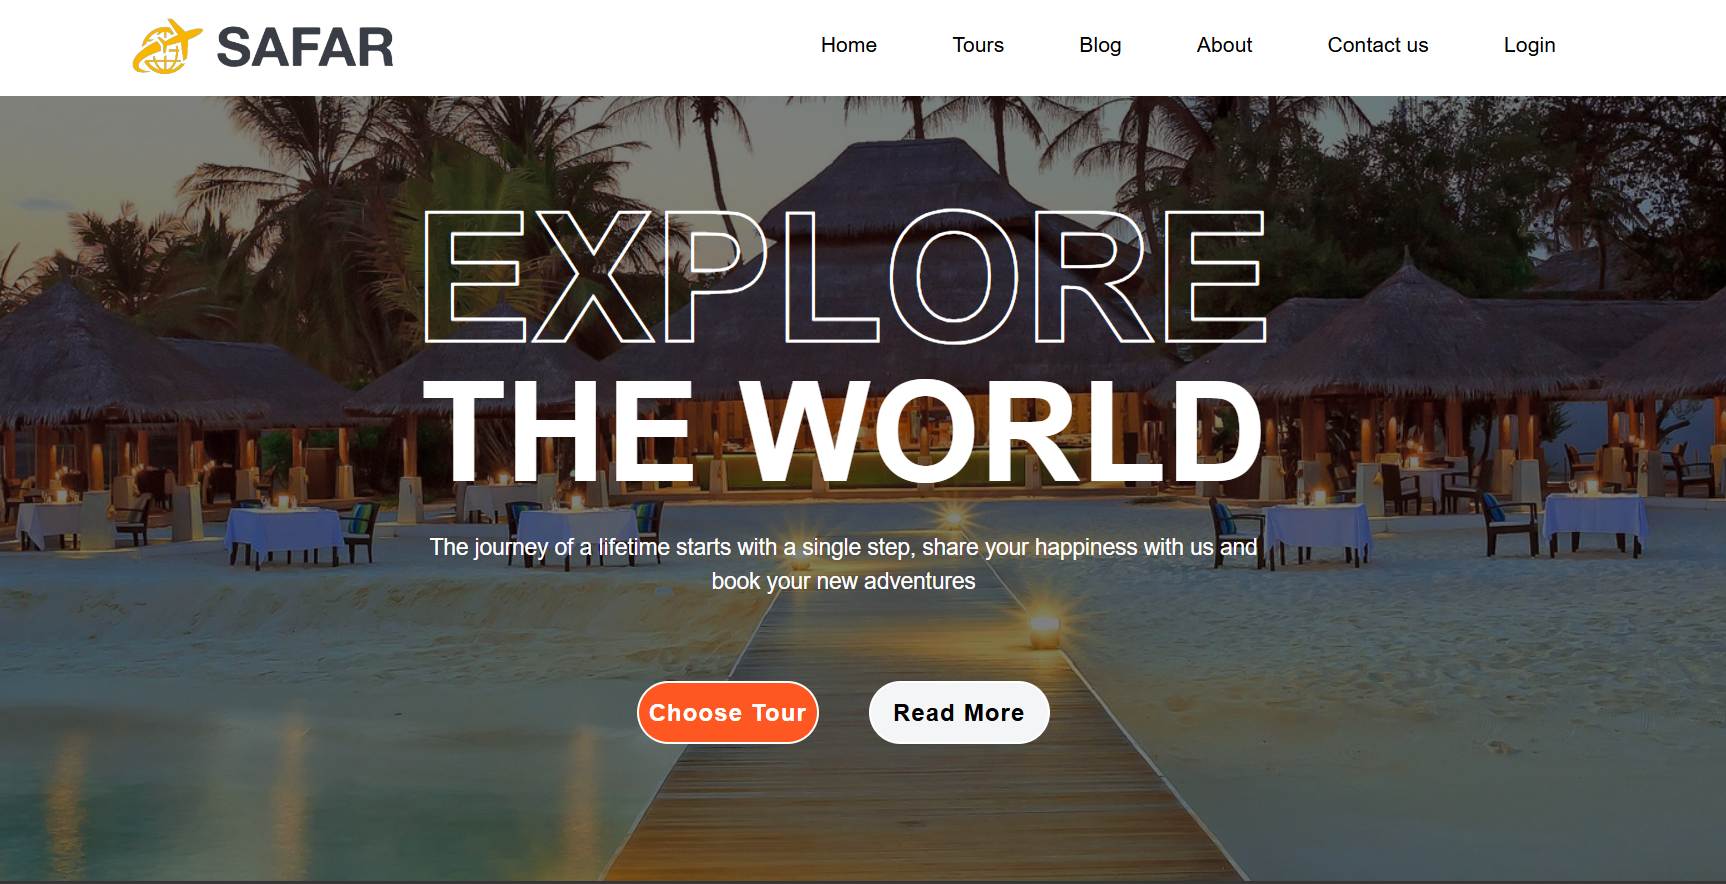 SAFAR
Home Tours Blog About Contact us Login
EXPLORE
THE WORLD
The journey of a lifetime starts with a single step, share your happiness with us and
book your new adventures
Choose Tour Read More